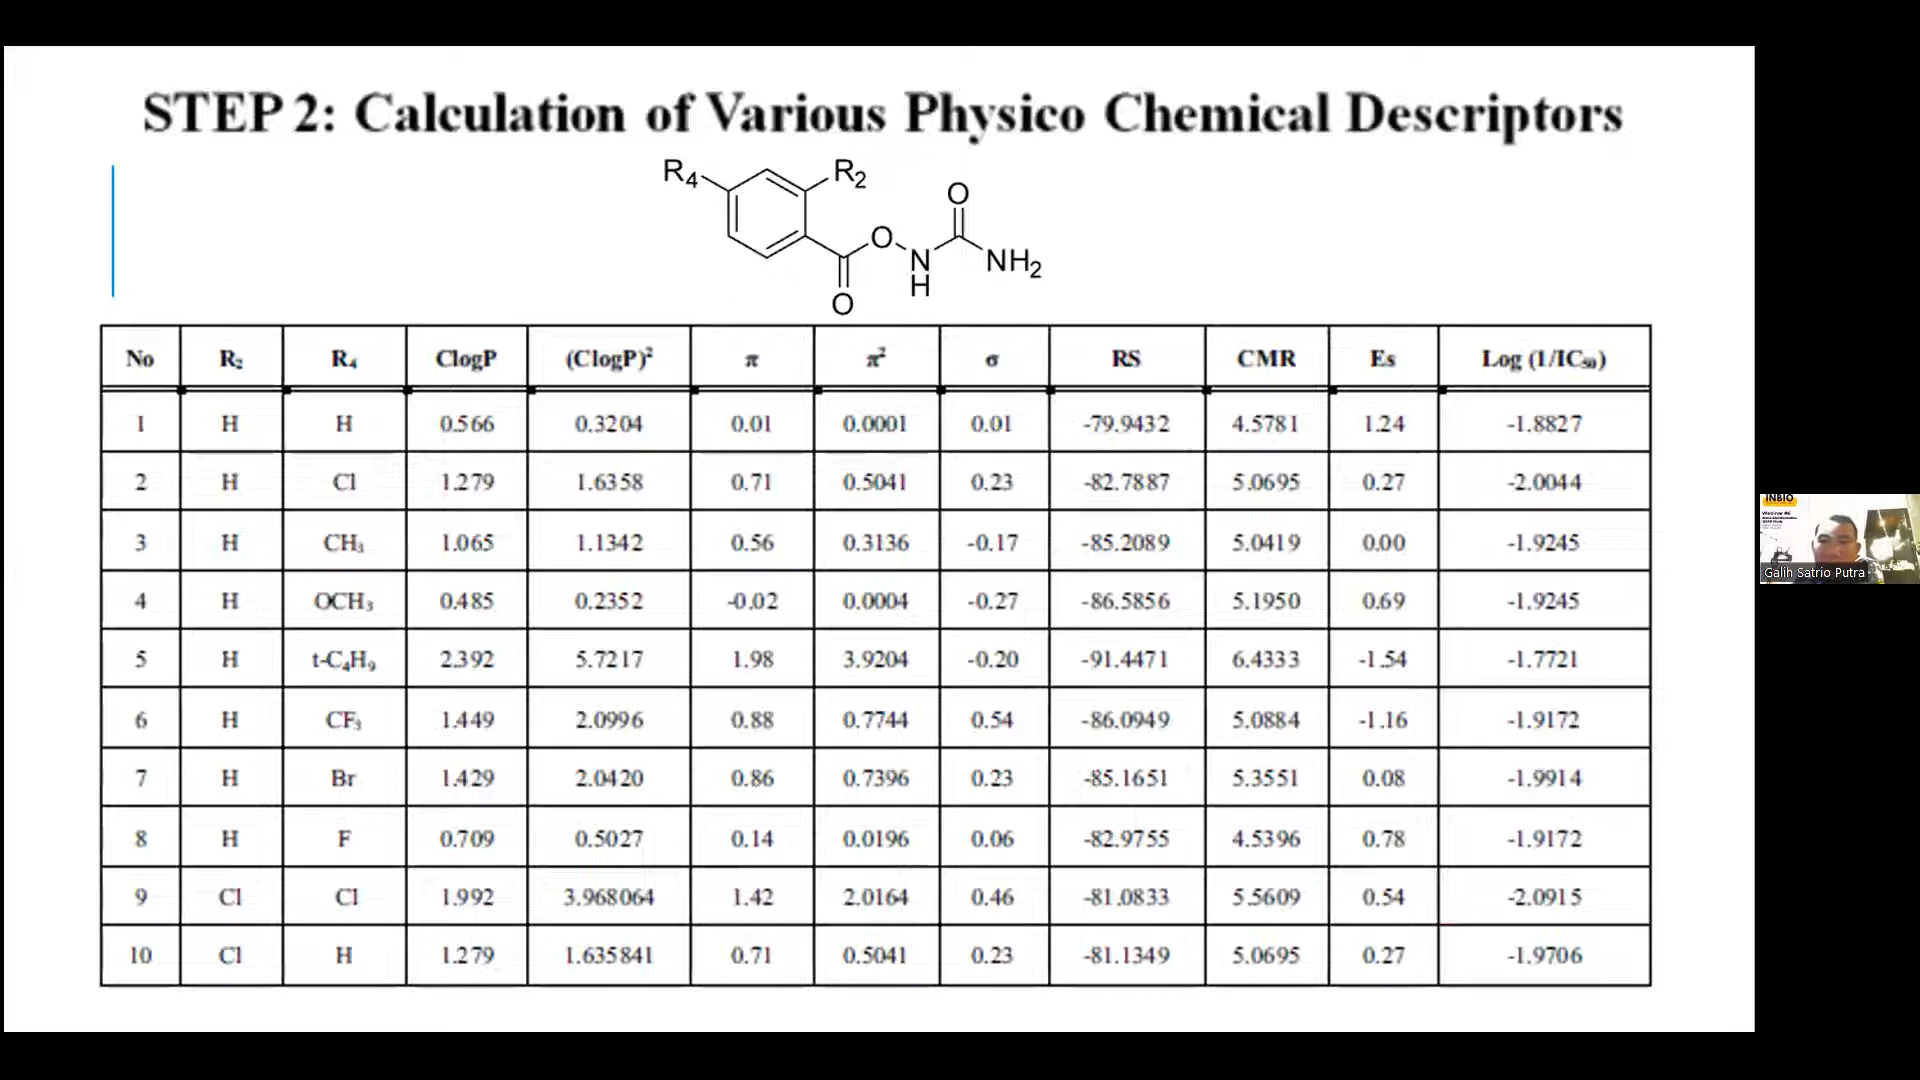 STEP 2: Calculation of Various Physico Chemical Descriptors
R4 R2 O
O N H NH2
O
No R2 R4 ClogP (ClogP)² π π² σ RS CMR Es Log (1/IC50)
1 H H 0.566 0.3204 0.01 0.0001 0.01 -79.9432 4.5781 1.24 -1.8827
2 H Cl 1.279 1.6358 0.71 0.5041 0.23 -82.7887 5.0695 0.27 -2.0044
3 H CH3 1.065 1.1342 0.56 0.3136 -0.17 -85.2089 5.0419 0.00 -1.9245
4 H OCH3 0.485 0.2352 -0.02 0.0004 -0.27 -86.5856 5.1950 0.69 -1.9245
5 H t-C4H9 2.392 5.7217 1.98 3.9204 -0.20 -91.4471 6.4333 -1.54 -1.7721
6 H CF3 1.449 2.0996 0.88 0.7744 0.54 -86.0949 5.0884 -1.16 -1.9172
7 H Br 1.429 2.0420 0.86 0.7396 0.23 -85.1651 5.3551 0.08 -1.9914
8 H F 0.709 0.5027 0.14 0.0196 0.06 -82.9755 4.5396 0.78 -1.9172
9 Cl Cl 1.992 3.968064 1.42 2.0164 0.46 -81.0833 5.5609 0.54 -2.0915
10 Cl H 1.279 1.635841 0.71 0.5041 0.23 -81.1349 5.0695 0.27 -1.9706
INBIO
Webinar #6
Galih Satrio Putra